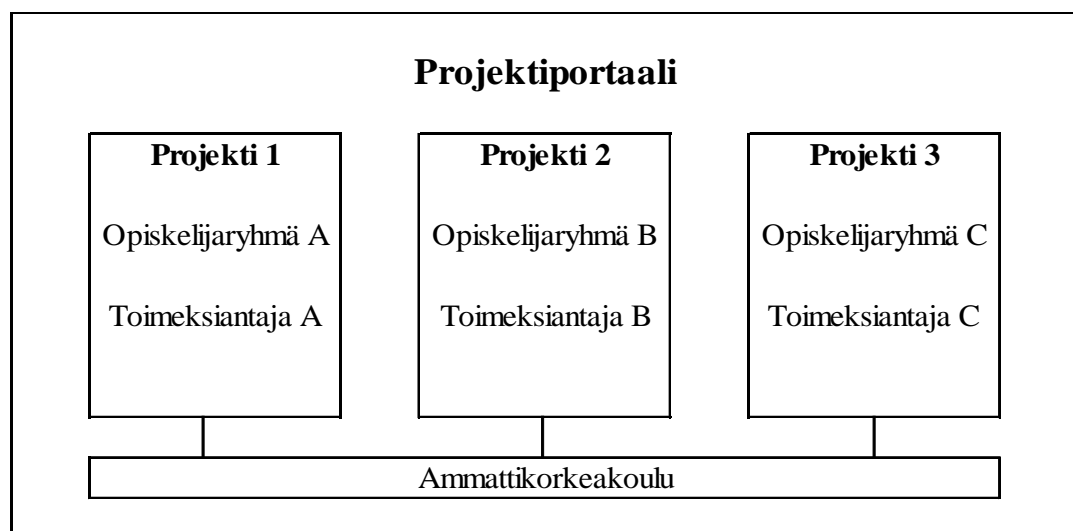 Projektiportaali
Projekti 1
Opiskelijaryhmä A
Toimeksiantaja A
Projekti 2
Opiskelijaryhmä B
Toimeksiantaja B
Projekti 3
Opiskelijaryhmä C
Toimeksiantaja C
Ammattikorkeakoulu